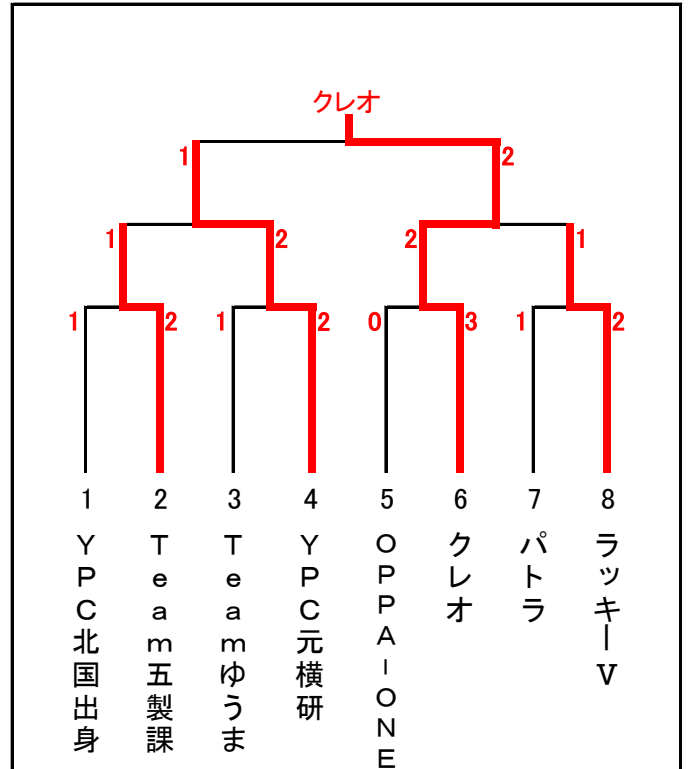 クレオ
1 2
1 2 2 1
1 2 1 2 0 3 1 2
1 2 3 4 5 6 7 8
YPC北国出身
Team五製課
Teamゆうま
YPC元横研
OPPAIONE
クレオ
パトラ
ラッキーV